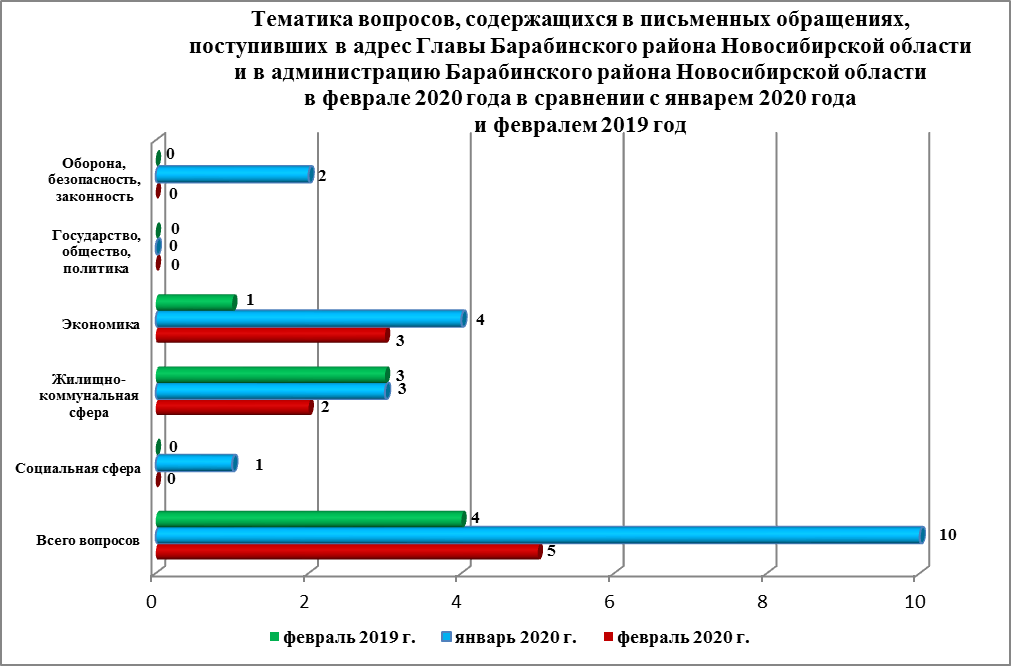 Тематика вопросов, содержащихся в письменных обращениях,
поступивших в адрес Главы Барабинского района Новосибирской области
и в администрацию Барабинского района Новосибирской области
в феврале 2020 года в сравнении с январем 2020 года
и февралем 2019 год
Оборона,
безопасность,
законность
0
2
0
Государство,
общество,
политика
0
0
0
Экономика
1
4
3
Жилищно-
коммунальная
сфера
3
3
2
Социальная сфера
0
1
0
Всего вопросов
4
10
5
0 2 4 6 8 10
февраль 2019 г. январь 2020 г. февраль 2020 г.